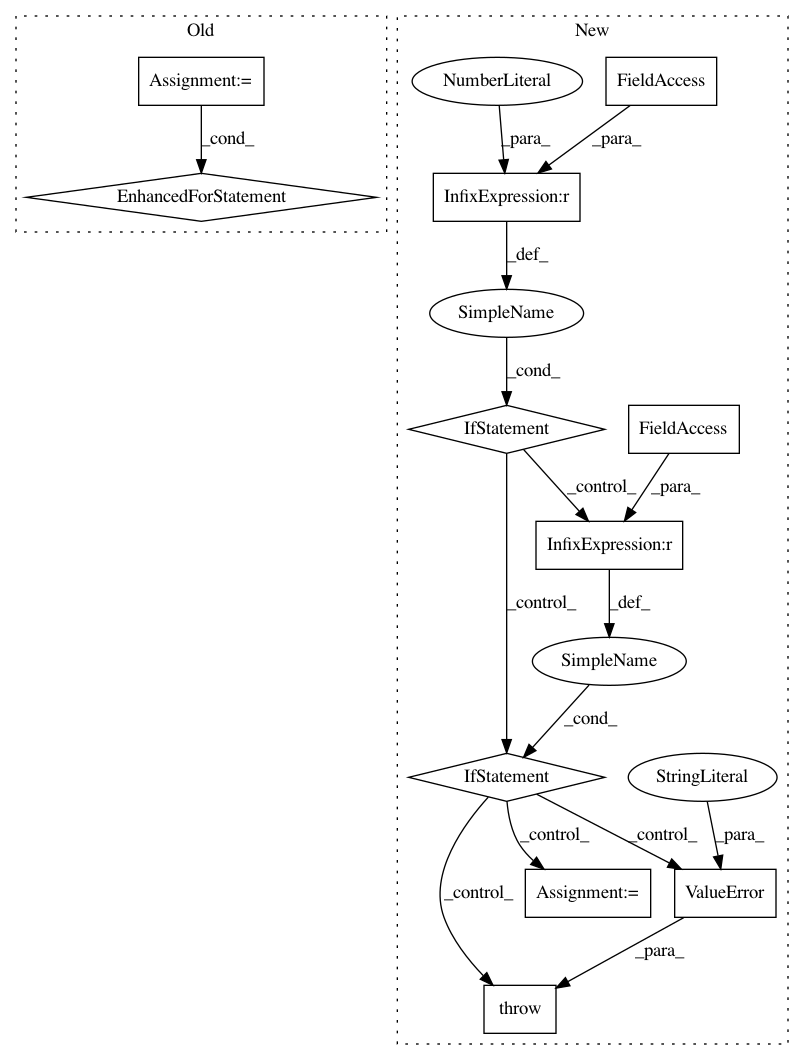 Old
New
Assignment:=
NumberLiteral
FieldAccess
_cond_
_para_
_para_
EnhancedForStatement
InfixExpression:r
_def_
SimpleName
_cond_
IfStatement
FieldAccess
_control_
_para_
InfixExpression:r
_control_
_def_
SimpleName
_cond_
IfStatement
StringLiteral
_control_
_control_
_para_
_control_
Assignment:=
ValueError
_para_
throw